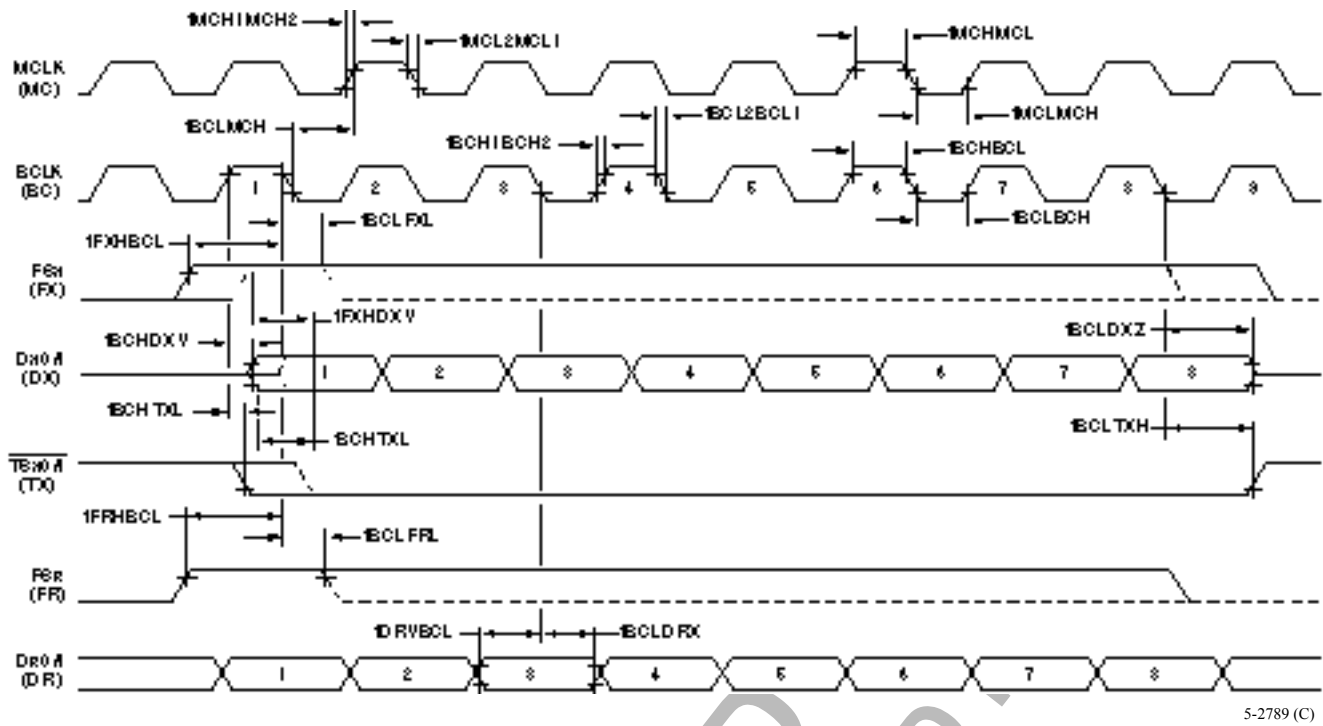 tMCH1MCH2
tMCL2MCL1
tMCHMCL
MCLK
(MC)
tBCLMCH
tBCH1BCH2
tBCL2BCL1
tMCLMCH
tBCHBCL
BCLK
(BC)
1 2 3 4 5 6 7 8 9
tBCLFXL
tBCLBCH
tFXHBCL
FSX
(FX)
tFXHDXV
tBCHDXV
tBCLDXZ
(DX)
1 2 3 4 5 6 7 8
tBCHTXL
tBCHTXL
tBCLTXH
(TX)
tFRHBCL
tBCLFRL
FSR
(FR)
tDRVBCL
tBCLDRX
(DR)
1 2 3 4 5 6 7 8
5-2789 (C)